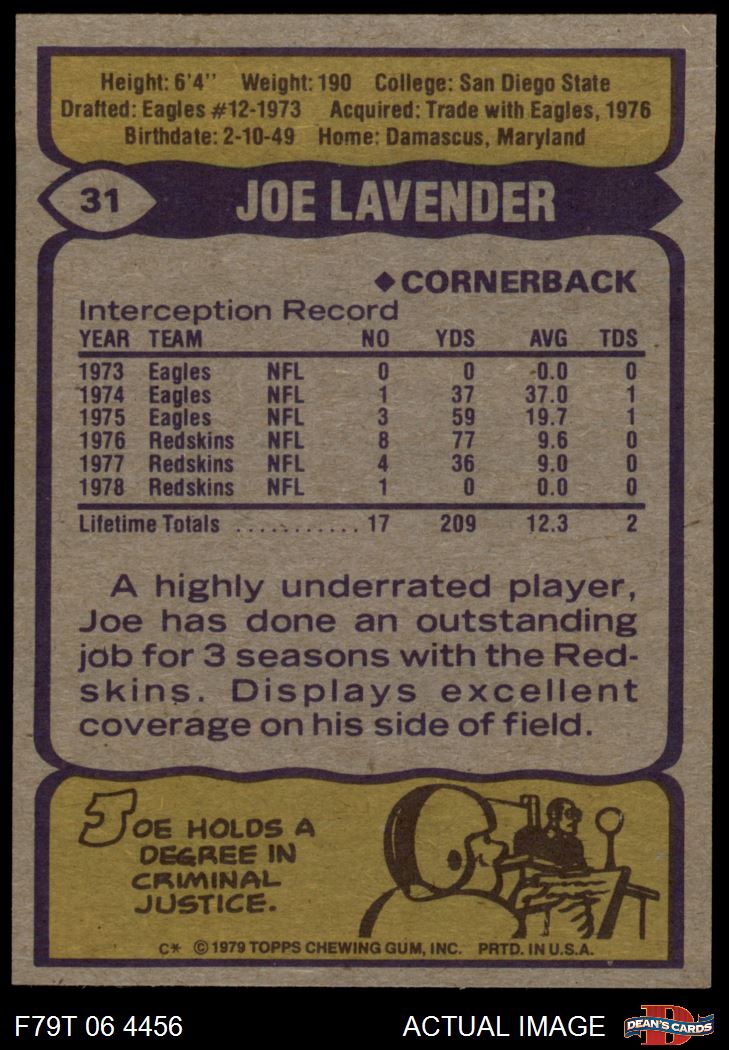 Height: 6'4'' Weight: 190 College: San Diego State
Drafted: Eagles #12-1973 Acquired: Trade with Eagles, 1976
Birthdate: 2-10-49 Home: Damascus, Maryland
31 JOE LAVENDER
◆CORNERBACK
Interception Record
YEAR TEAM NO YDS AVG TDS
1973 Eagles NFL 0 0 0.0 0
1974 Eagles NFL 1 37 37.0 1
1975 Eagles NFL 3 59 19.7 1
1976 Redskins NFL 8 77 9.6 0
1977 Redskins NFL 4 36 9.0 0
1978 Redskins NFL 1 0 0.0 0
Lifetime Totals ........... 17 209 12.3 2
A highly underrated player,
Joe has done an outstanding
job for 3 seasons with the Red-
skins. Displays excellent
coverage on his side of field.
JOE HOLDS A
DEGREE IN
CRIMINAL
JUSTICE.
C* © 1979 TOPPS CHEWING GUM, INC. PRTD. IN U.S.A.
F79T 06 4456 ACTUAL IMAGE D DEAN'S CARDS